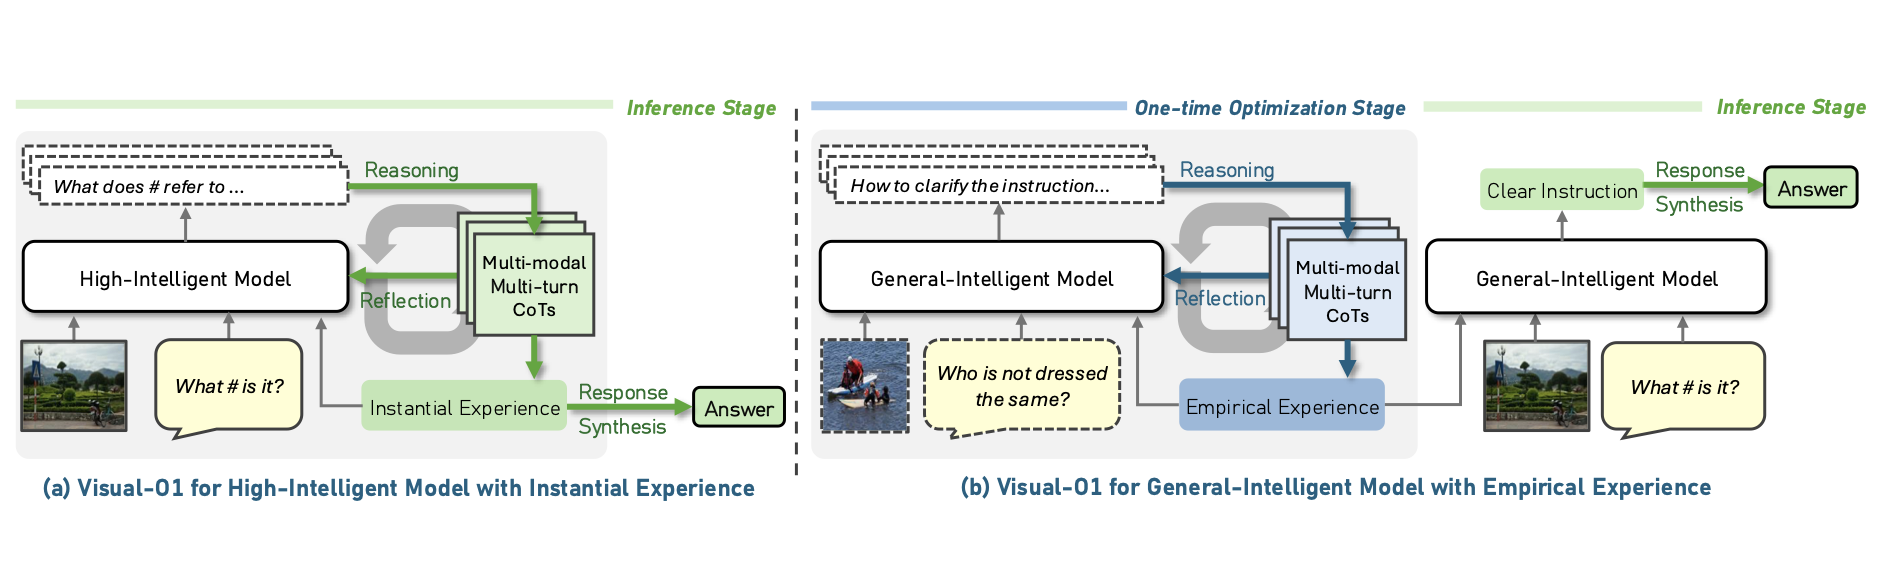 Inference Stage
What does # refer to ...
Reasoning
High-Intelligent Model
Multi-modal
Multi-turn
CoTs
Reflection
What # is it?
Instantial Experience
Response
Synthesis
Answer
(a) Visual-O1 for High-Intelligent Model with Instantial Experience
One-time Optimization Stage
How to clarify the instruction...
Reasoning
General-Intelligent Model
Multi-modal
Multi-turn
CoTs
Reflection
Who is not dressed
the same?
Empirical Experience
Inference Stage
Clear Instruction
Response
Synthesis
Answer
General-Intelligent Model
What # is it?
(b) Visual-O1 for General-Intelligent Model with Empirical Experience